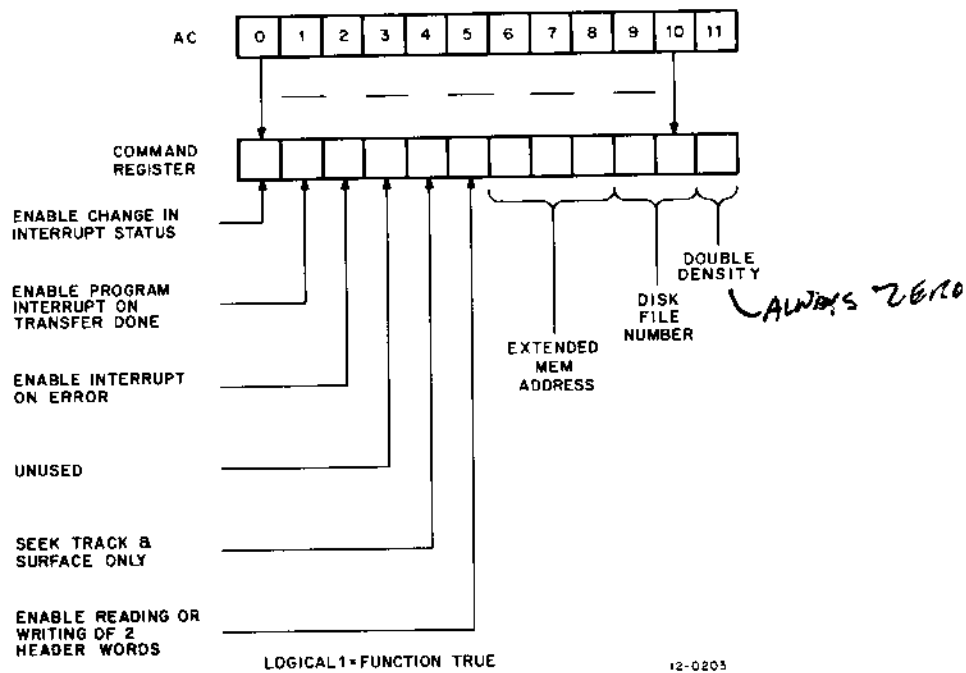 AC 0 1 2 3 4 5 6 7 8 9 10 11
COMMAND
REGISTER
ENABLE CHANGE IN
INTERRUPT STATUS
ENABLE PROGRAM
INTERRUPT ON
TRANSFER DONE
ENABLE INTERRUPT
ON ERROR
UNUSED
SEEK TRACK &
SURFACE ONLY
ENABLE READING OR
WRITING OF 2
HEADER WORDS
EXTENDED
MEM
ADDRESS
DISK
FILE
NUMBER
DOUBLE
DENSITY
ALWAYS ZERO
LOGICAL 1 = FUNCTION TRUE
12-0203